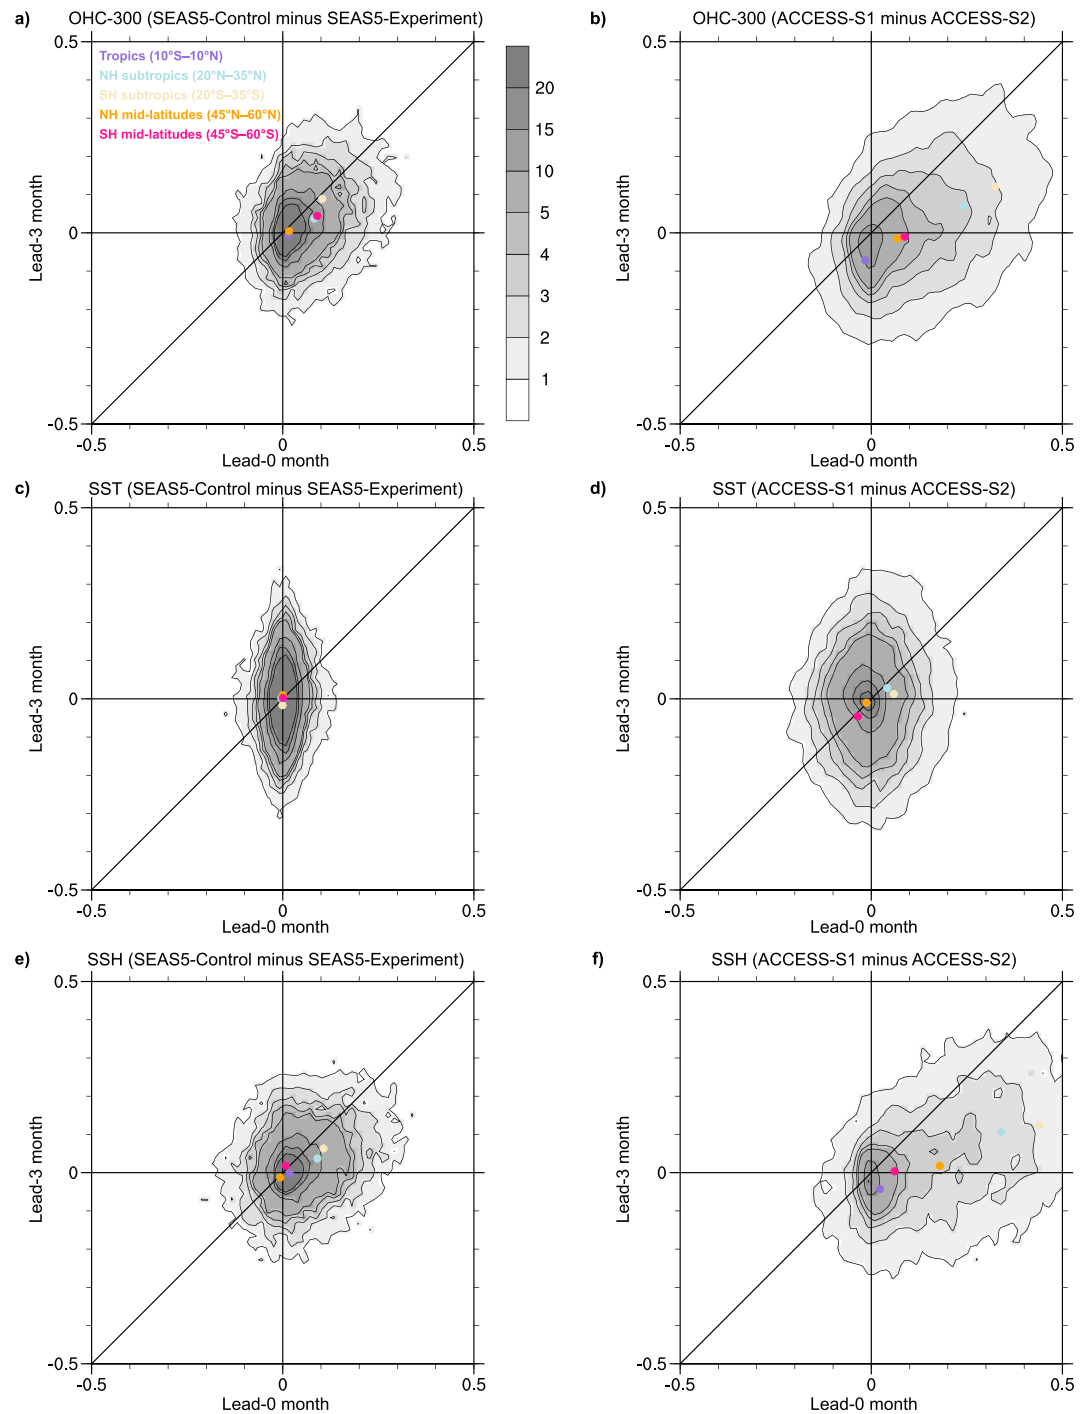 a) OHC-300 (SEAS5-Control minus SEAS5-Experiment)
0.5
Tropics (10°S–10°N)
NH subtropics (20°N–35°N)
SH subtropics (20°S–35°S)
NH mid-latitudes (45°N–60°N)
SH mid-latitudes (45°S–60°S)
Lead-3 month
0
-0.5
-0.5 0 0.5
Lead-0 month
20
15
10
5
4
3
2
1
b) OHC-300 (ACCESS-S1 minus ACCESS-S2)
0.5
Lead-3 month
0
-0.5
-0.5 0 0.5
Lead-0 month
c) SST (SEAS5-Control minus SEAS5-Experiment)
0.5
Lead-3 month
0
-0.5
-0.5 0 0.5
Lead-0 month
d) SST (ACCESS-S1 minus ACCESS-S2)
0.5
Lead-3 month
0
-0.5
-0.5 0 0.5
Lead-0 month
e) SSH (SEAS5-Control minus SEAS5-Experiment)
0.5
Lead-3 month
0
-0.5
-0.5 0 0.5
Lead-0 month
f) SSH (ACCESS-S1 minus ACCESS-S2)
0.5
Lead-3 month
0
-0.5
-0.5 0 0.5
Lead-0 month